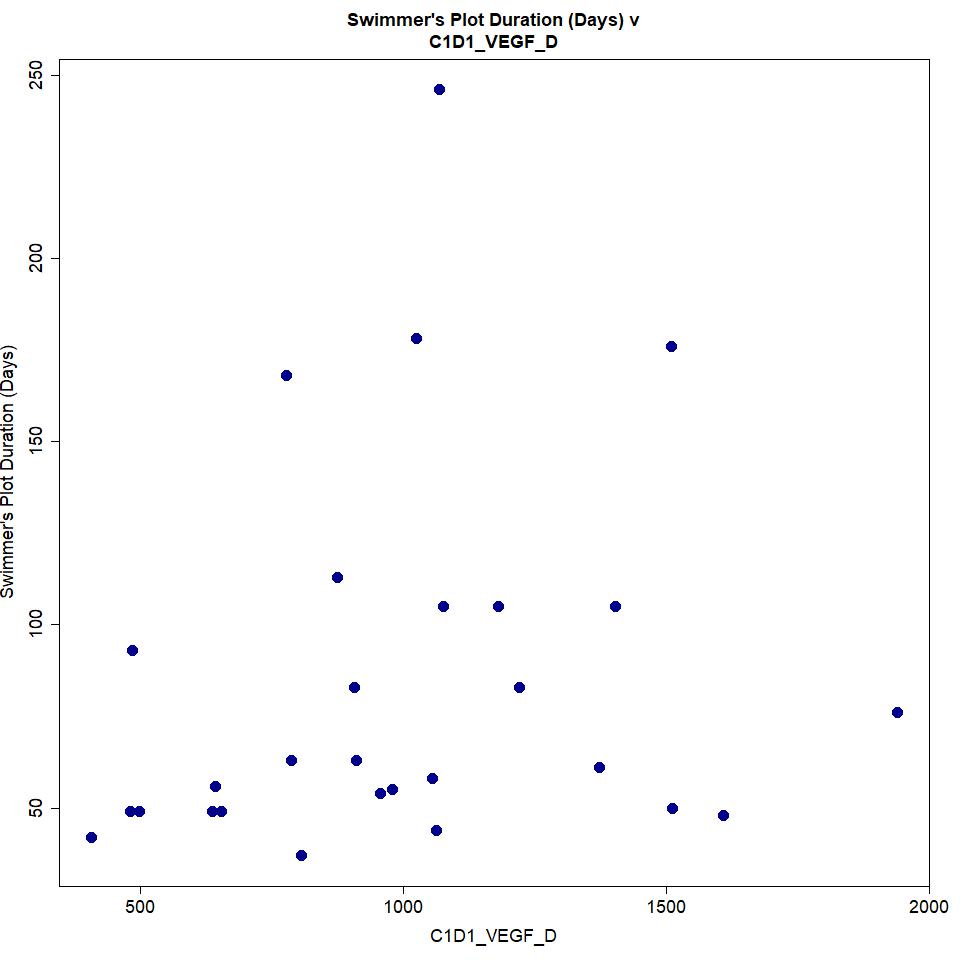 Swimmer's Plot Duration (Days) v
C1D1_VEGF_D
Swimmer's Plot Duration (Days)
250
200
150
100
50
500 1000 1500 2000
C1D1_VEGF_D